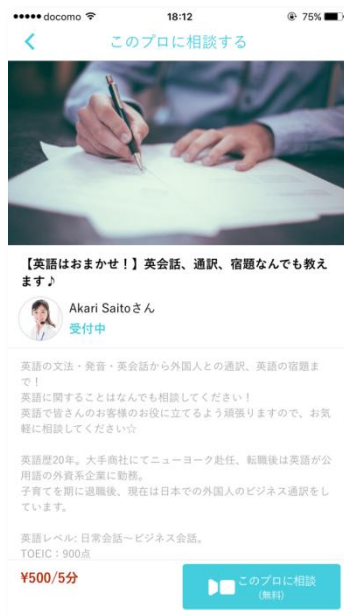 docomo 18:12 75%
このプロに相談する
【英語はおまかせ！】英会話、通訳、宿題なんでも教え
ます♪
Akari Saitoさん
受付中
英語の文法・発音・英会話から外国人との通訳、英語の宿題ま
で！
英語に関することはなんでも相談してください！
英語で皆さんのお客様のお役に立てるよう頑張りますので、お気
軽に相談してください☆
英語歴20年。大手商社にてニューヨーク赴任、転職後は英語が公
用語の外資系企業に勤務。
子育てを期に退職後、現在は日本での外国人のビジネス通訳をし
ています。
英語レベル: 日常会話〜ビジネス会話。
TOEIC：900点
¥500/5分
このプロに相談
（無料）